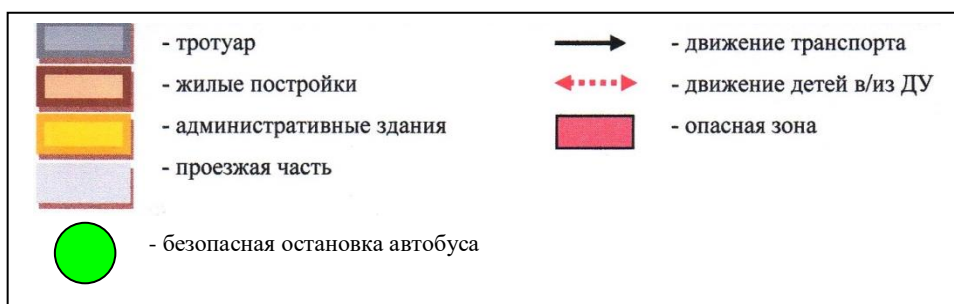 - тротуар
- жилые постройки
- административные здания
- проезжая часть
- безопасная остановка автобуса
- движение транспорта
- движение детей в/из ДУ
- опасная зона